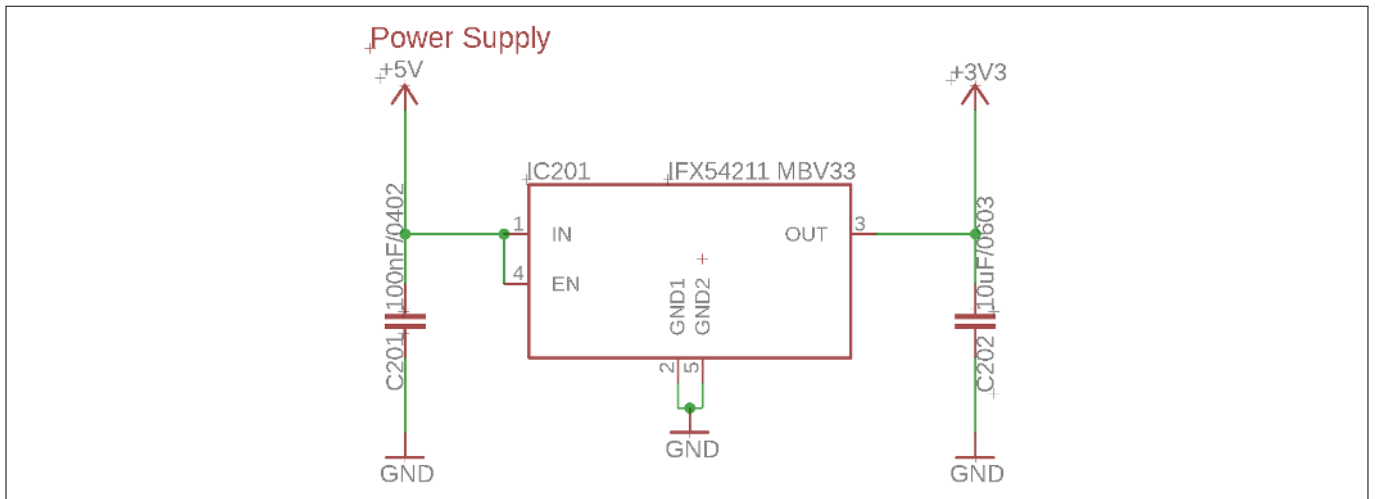 Power Supply
+5V
+3V3
IC201
IFX54211 MBV33
100nF/0402
C201
1
IN
4
EN
OUT
3
GND1
GND2
2
5
10uF/0603
C202
GND
GND
GND